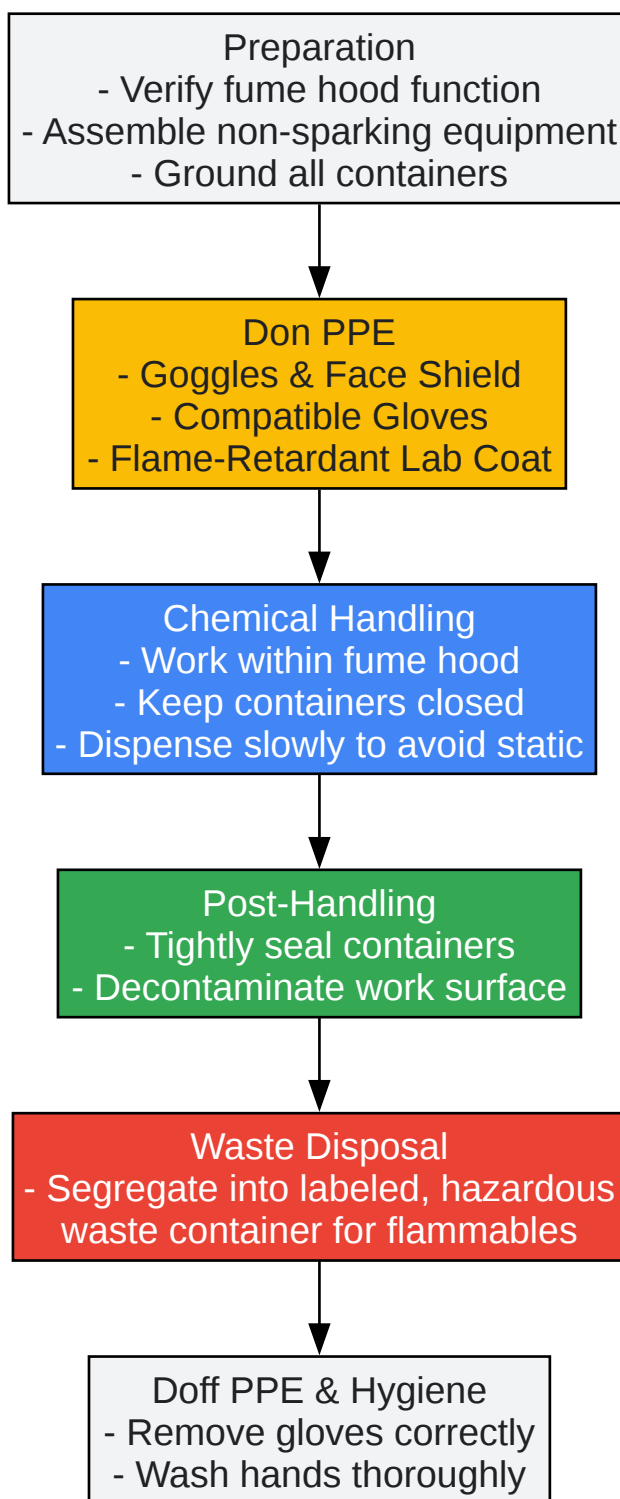 Preparation
- Verify fume hood function
- Assemble non-sparking equipment
- Ground all containers
Don PPE
- Goggles & Face Shield
- Compatible Gloves
- Flame-Retardant Lab Coat
Chemical Handling
- Work within fume hood
- Keep containers closed
- Dispense slowly to avoid static
Post-Handling
- Tightly seal containers
- Decontaminate work surface
Waste Disposal
- Segregate into labeled, hazardous
waste container for flammables
Doff PPE & Hygiene
- Remove gloves correctly
- Wash hands thoroughly